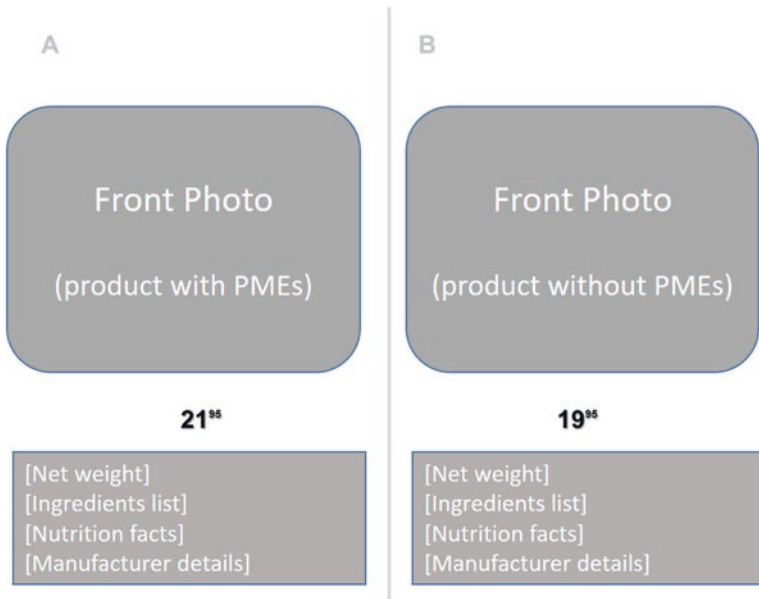 A
Front Photo
(product with PMEs)
21⁹⁵
[Net weight]
[Ingredients list]
[Nutrition facts]
[Manufacturer details]
B
Front Photo
(product without PMEs)
19⁹⁵
[Net weight]
[Ingredients list]
[Nutrition facts]
[Manufacturer details]